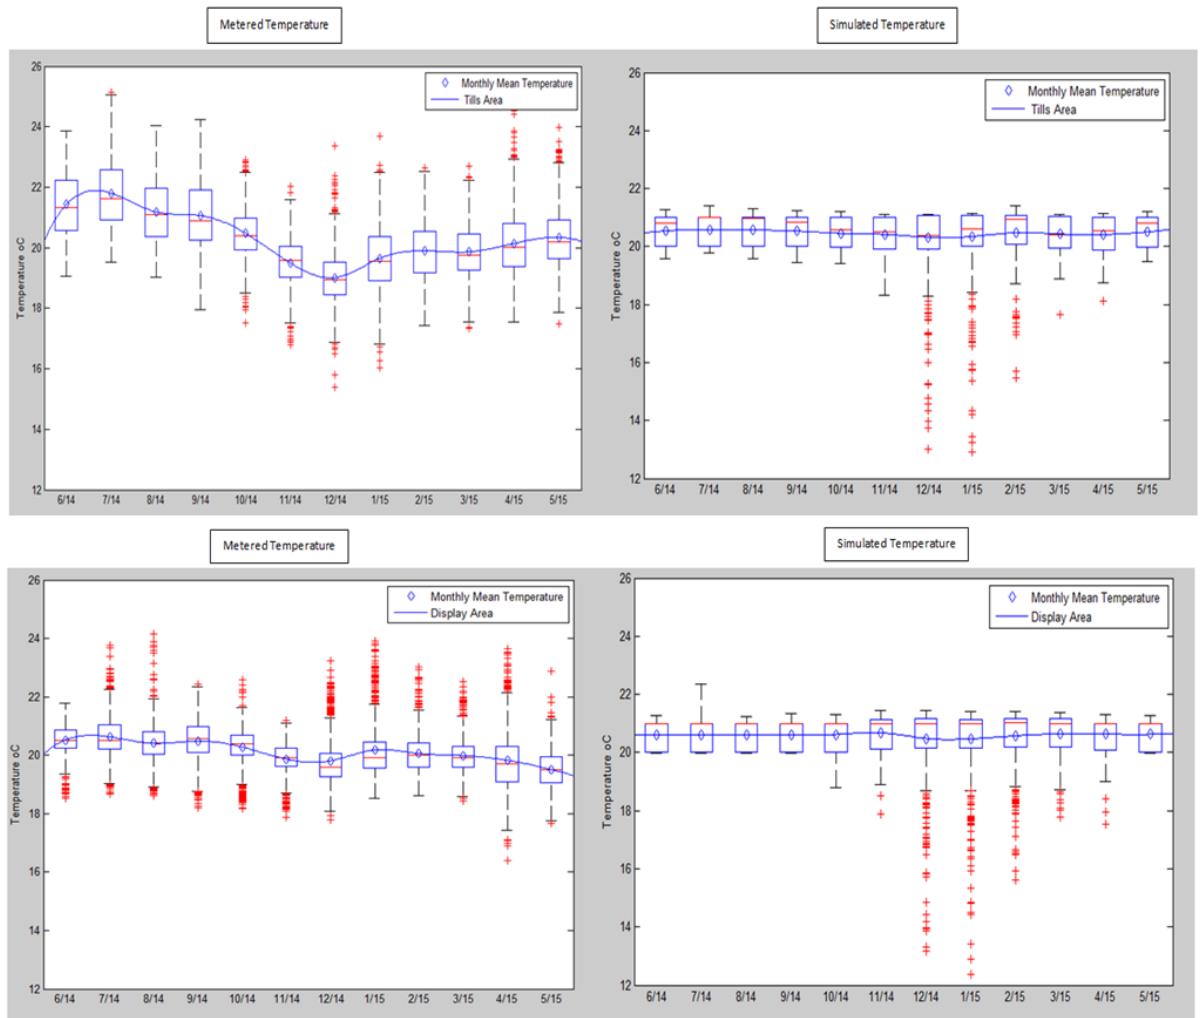 Metered Temperature
Simulated Temperature
26
24
22
20
18
16
14
12
Temperature oC
Monthly Mean Temperature
Tills Area
6/14 7/14 8/14 9/14 10/14 11/14 12/14 1/15 2/15 3/15 4/15 5/15
26
24
22
20
18
16
14
12
Temperature oC
Monthly Mean Temperature
Tills Area
6/14 7/14 8/14 9/14 10/14 11/14 12/14 1/15 2/15 3/15 4/15 5/15
Metered Temperature
Simulated Temperature
26
24
22
20
18
16
14
12
Temperature oC
Monthly Mean Temperature
Display Area
6/14 7/14 8/14 9/14 10/14 11/14 12/14 1/15 2/15 3/15 4/15 5/15
26
24
22
20
18
16
14
12
Temperature oC
Monthly Mean Temperature
Display Area
6/14 7/14 8/14 9/14 10/14 11/14 12/14 1/15 2/15 3/15 4/15 5/15